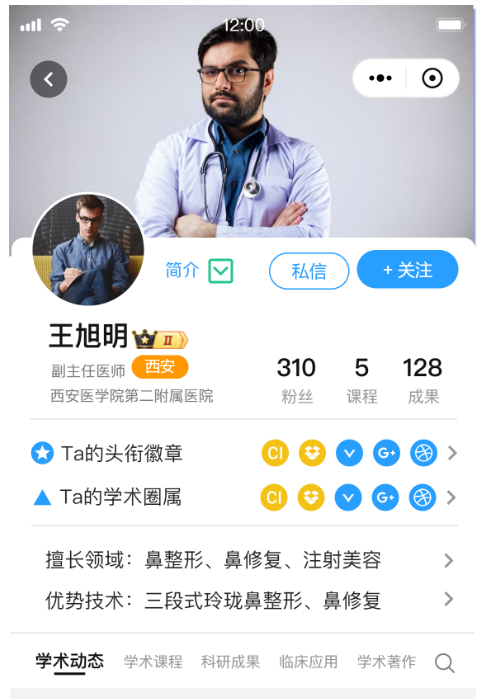 12:00
简介
私信
+ 关注
王旭明
II
副主任医师
西安
310
5
128
西安医学院第二附属医院
粉丝
课程
成果
Ta的头衔徽章
CI
G+
Ta的学术圈属
CI
G+
擅长领域：鼻整形、鼻修复、注射美容
优势技术：三段式玲珑鼻整形、鼻修复
学术动态 学术课程 科研成果 临床应用 学术著作